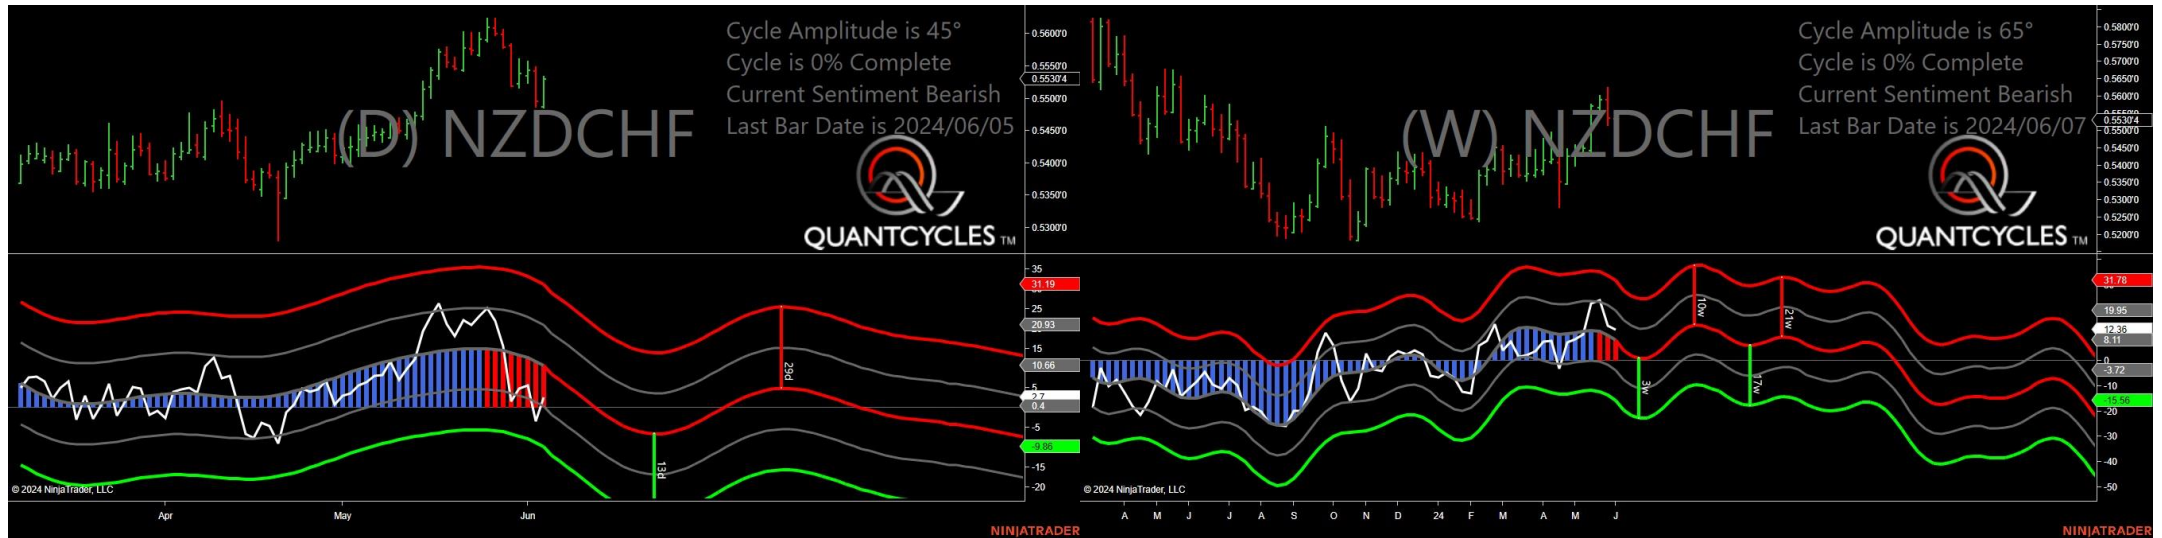 Cycle Amplitude is 45°
Cycle is 0% Complete
Current Sentiment Bearish
Last Bar Date is 2024/06/05
(D) NZDCHF
QUANTCYCLES TM
0.5600'0
0.5550'0
0.5530'4
0.5500'0
0.5450'0
0.5400'0
0.5350'0
0.5300'0
35
31.19
25
20.93
15
10.66
5
2.7
0.4
-5
-9.86
-15
-20
29d
13d
© 2024 NinjaTrader, LLC
Apr
May
Jun
NINJATRADER
Cycle Amplitude is 65°
Cycle is 0% Complete
Current Sentiment Bearish
Last Bar Date is 2024/06/07
(W) NZDCHF
QUANTCYCLES TM
0.5800'0
0.5750'0
0.5700'0
0.5650'0
0.5600'0
0.5530'4
0.5500'0
0.5450'0
0.5400'0
0.5350'0
0.5300'0
0.5250'0
0.5200'0
31.78
19.95
12.36
8.11
0
-3.72
-10
-15.56
-20
-30
-40
-50
10w
21w
3w
17w
© 2024 NinjaTrader, LLC
A M J J A S O N D 24 F M A M J
NINJATRADER